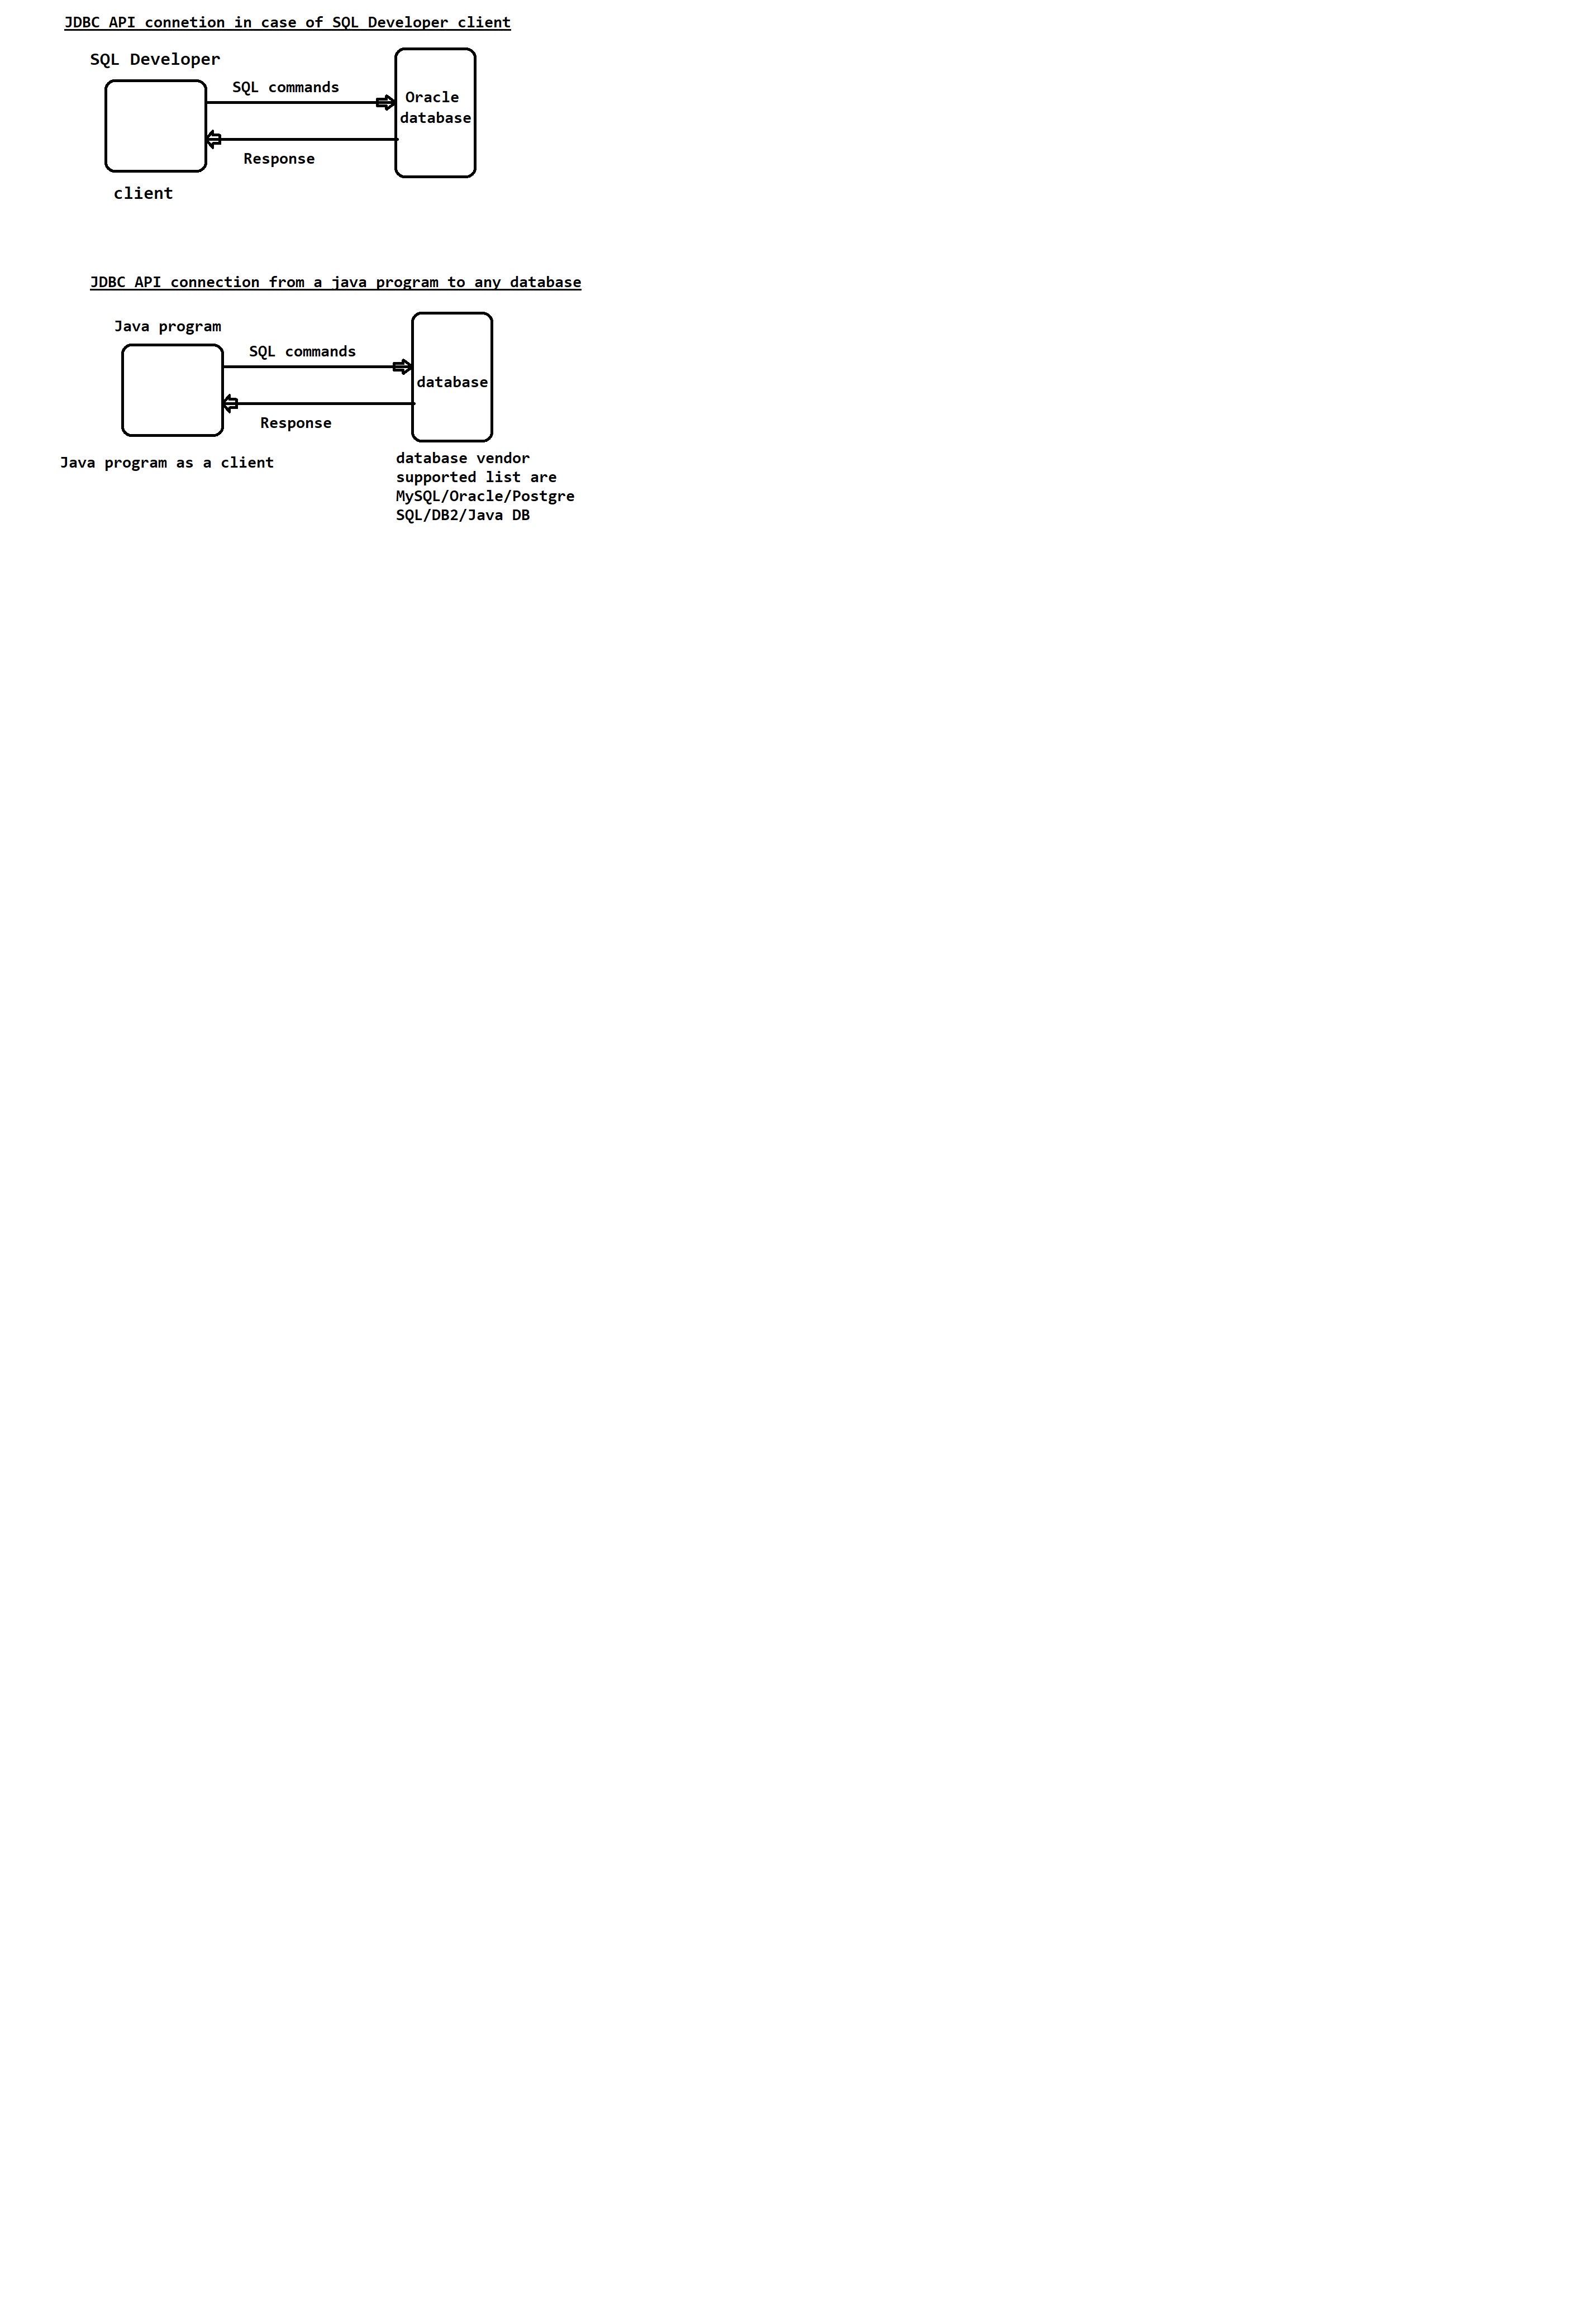 JDBC API connetion in case of SQL Developer client
SQL Developer
SQL commands
Oracle
database
Response
client
JDBC API connection from a java program to any database
Java program
SQL commands
database
Response
Java program as a client
database vendor
supported list are
MySQL/Oracle/Postgre
SQL/DB2/Java DB